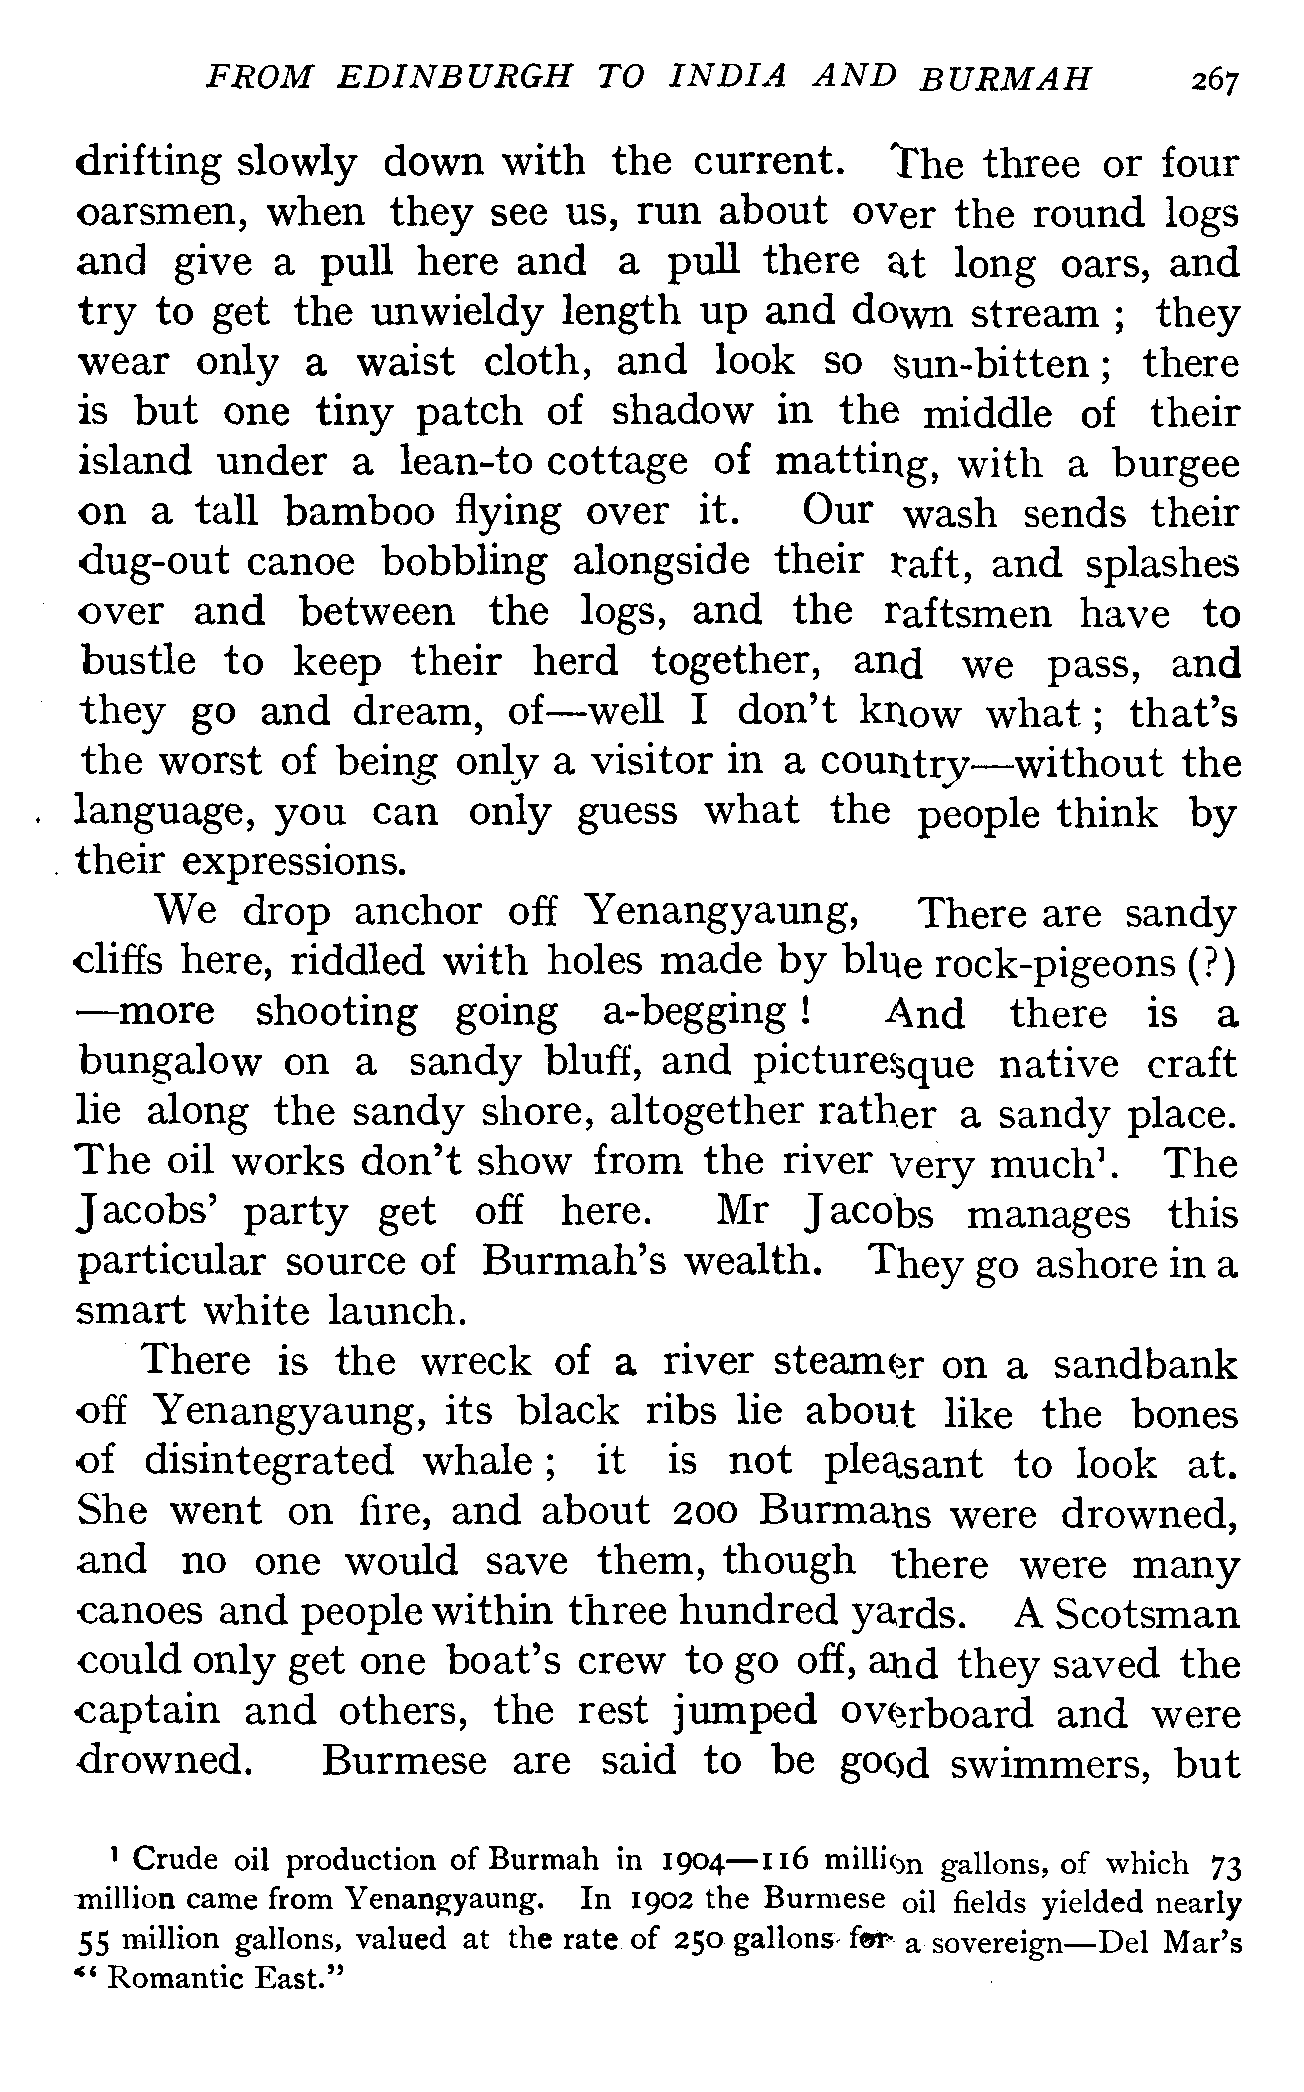 FROM EDINBURGH TO INDIA AND BURMAH 267
drifting slowly down with the current. The three or four
oarsmen, when they see us, run about over the round logs
and give a pull here and a pull there at long oars, and
try to get the unwieldy length up and down stream ; they
wear only a waist cloth, and look so sun-bitten ; there
is but one tiny patch of shadow in the middle of their
island under a lean-to cottage of matting, with a burgee
on a tall bamboo flying over it. Our wash sends their
dug-out canoe bobbling alongside their raft, and splashes
over and between the logs, and the raftsmen have to
bustle to keep their herd together, and we pass, and
they go and dream, of—well I don't know what ; that's
the worst of being only a visitor in a country—without the
language, you can only guess what the people think by
their expressions.
We drop anchor off Yenangyaung, There are sandy
cliffs here, riddled with holes made by blue rock-pigeons (?)
—more shooting going a-begging ! And there is a
bungalow on a sandy bluff, and picturesque native craft
lie along the sandy shore, altogether rather a sandy place.
The oil works don't show from the river very much¹. The
Jacobs' party get off here. Mr Jacobs manages this
particular source of Burmah's wealth. They go ashore in a
smart white launch.
There is the wreck of a river steamer on a sandbank
off Yenangyaung, its black ribs lie about like the bones
of disintegrated whale ; it is not pleasant to look at.
She went on fire, and about 200 Burmans were drowned,
and no one would save them, though there were many
canoes and people within three hundred yards. A Scotsman
could only get one boat's crew to go off, and they saved the
captain and others, the rest jumped overboard and were
drowned. Burmese are said to be good swimmers, but
¹ Crude oil production of Burmah in 1904—116 million gallons, of which 73
million came from Yenangyaung. In 1902 the Burmese oil fields yielded nearly
55 million gallons, valued at the rate of 250 gallons for a sovereign—Del Mar's
"Romantic East."